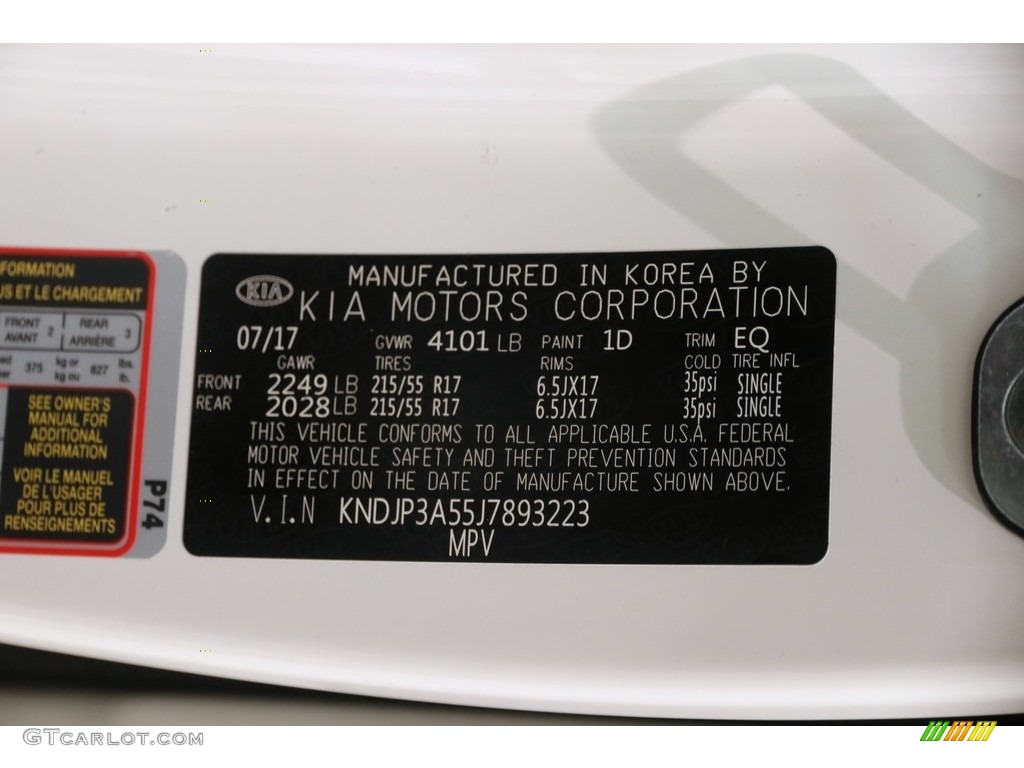 MANUFACTURED IN KOREA BY
KIA KIA MOTORS CORPORATION
07/17 GVWR 4101 LB PAINT 1D TRIM EQ
GAWR TIRES RIMS COLD TIRE INFL
FRONT 2249 LB 215/55 R17 6.5JX17 35psi SINGLE
REAR 2028 LB 215/55 R17 6.5JX17 35psi SINGLE
THIS VEHICLE CONFORMS TO ALL APPLICABLE U.S.A. FEDERAL
MOTOR VEHICLE SAFETY AND THEFT PREVENTION STANDARDS
IN EFFECT ON THE DATE OF MANUFACTURE SHOWN ABOVE.
V.I.N KNDJP3A55J7893223
MPV
FORMATION
US ET LE CHARGEMENT
FRONT 2 REAR 3
AVANT ARRIÈRE
375 kg or 827 lbs.
kg ou lb.
SEE OWNER'S
MANUAL FOR
ADDITIONAL
INFORMATION
VOIR LE MANUEL
DE L'USAGER
POUR PLUS DE
RENSEIGNEMENTS
P74
GTcarlot.com